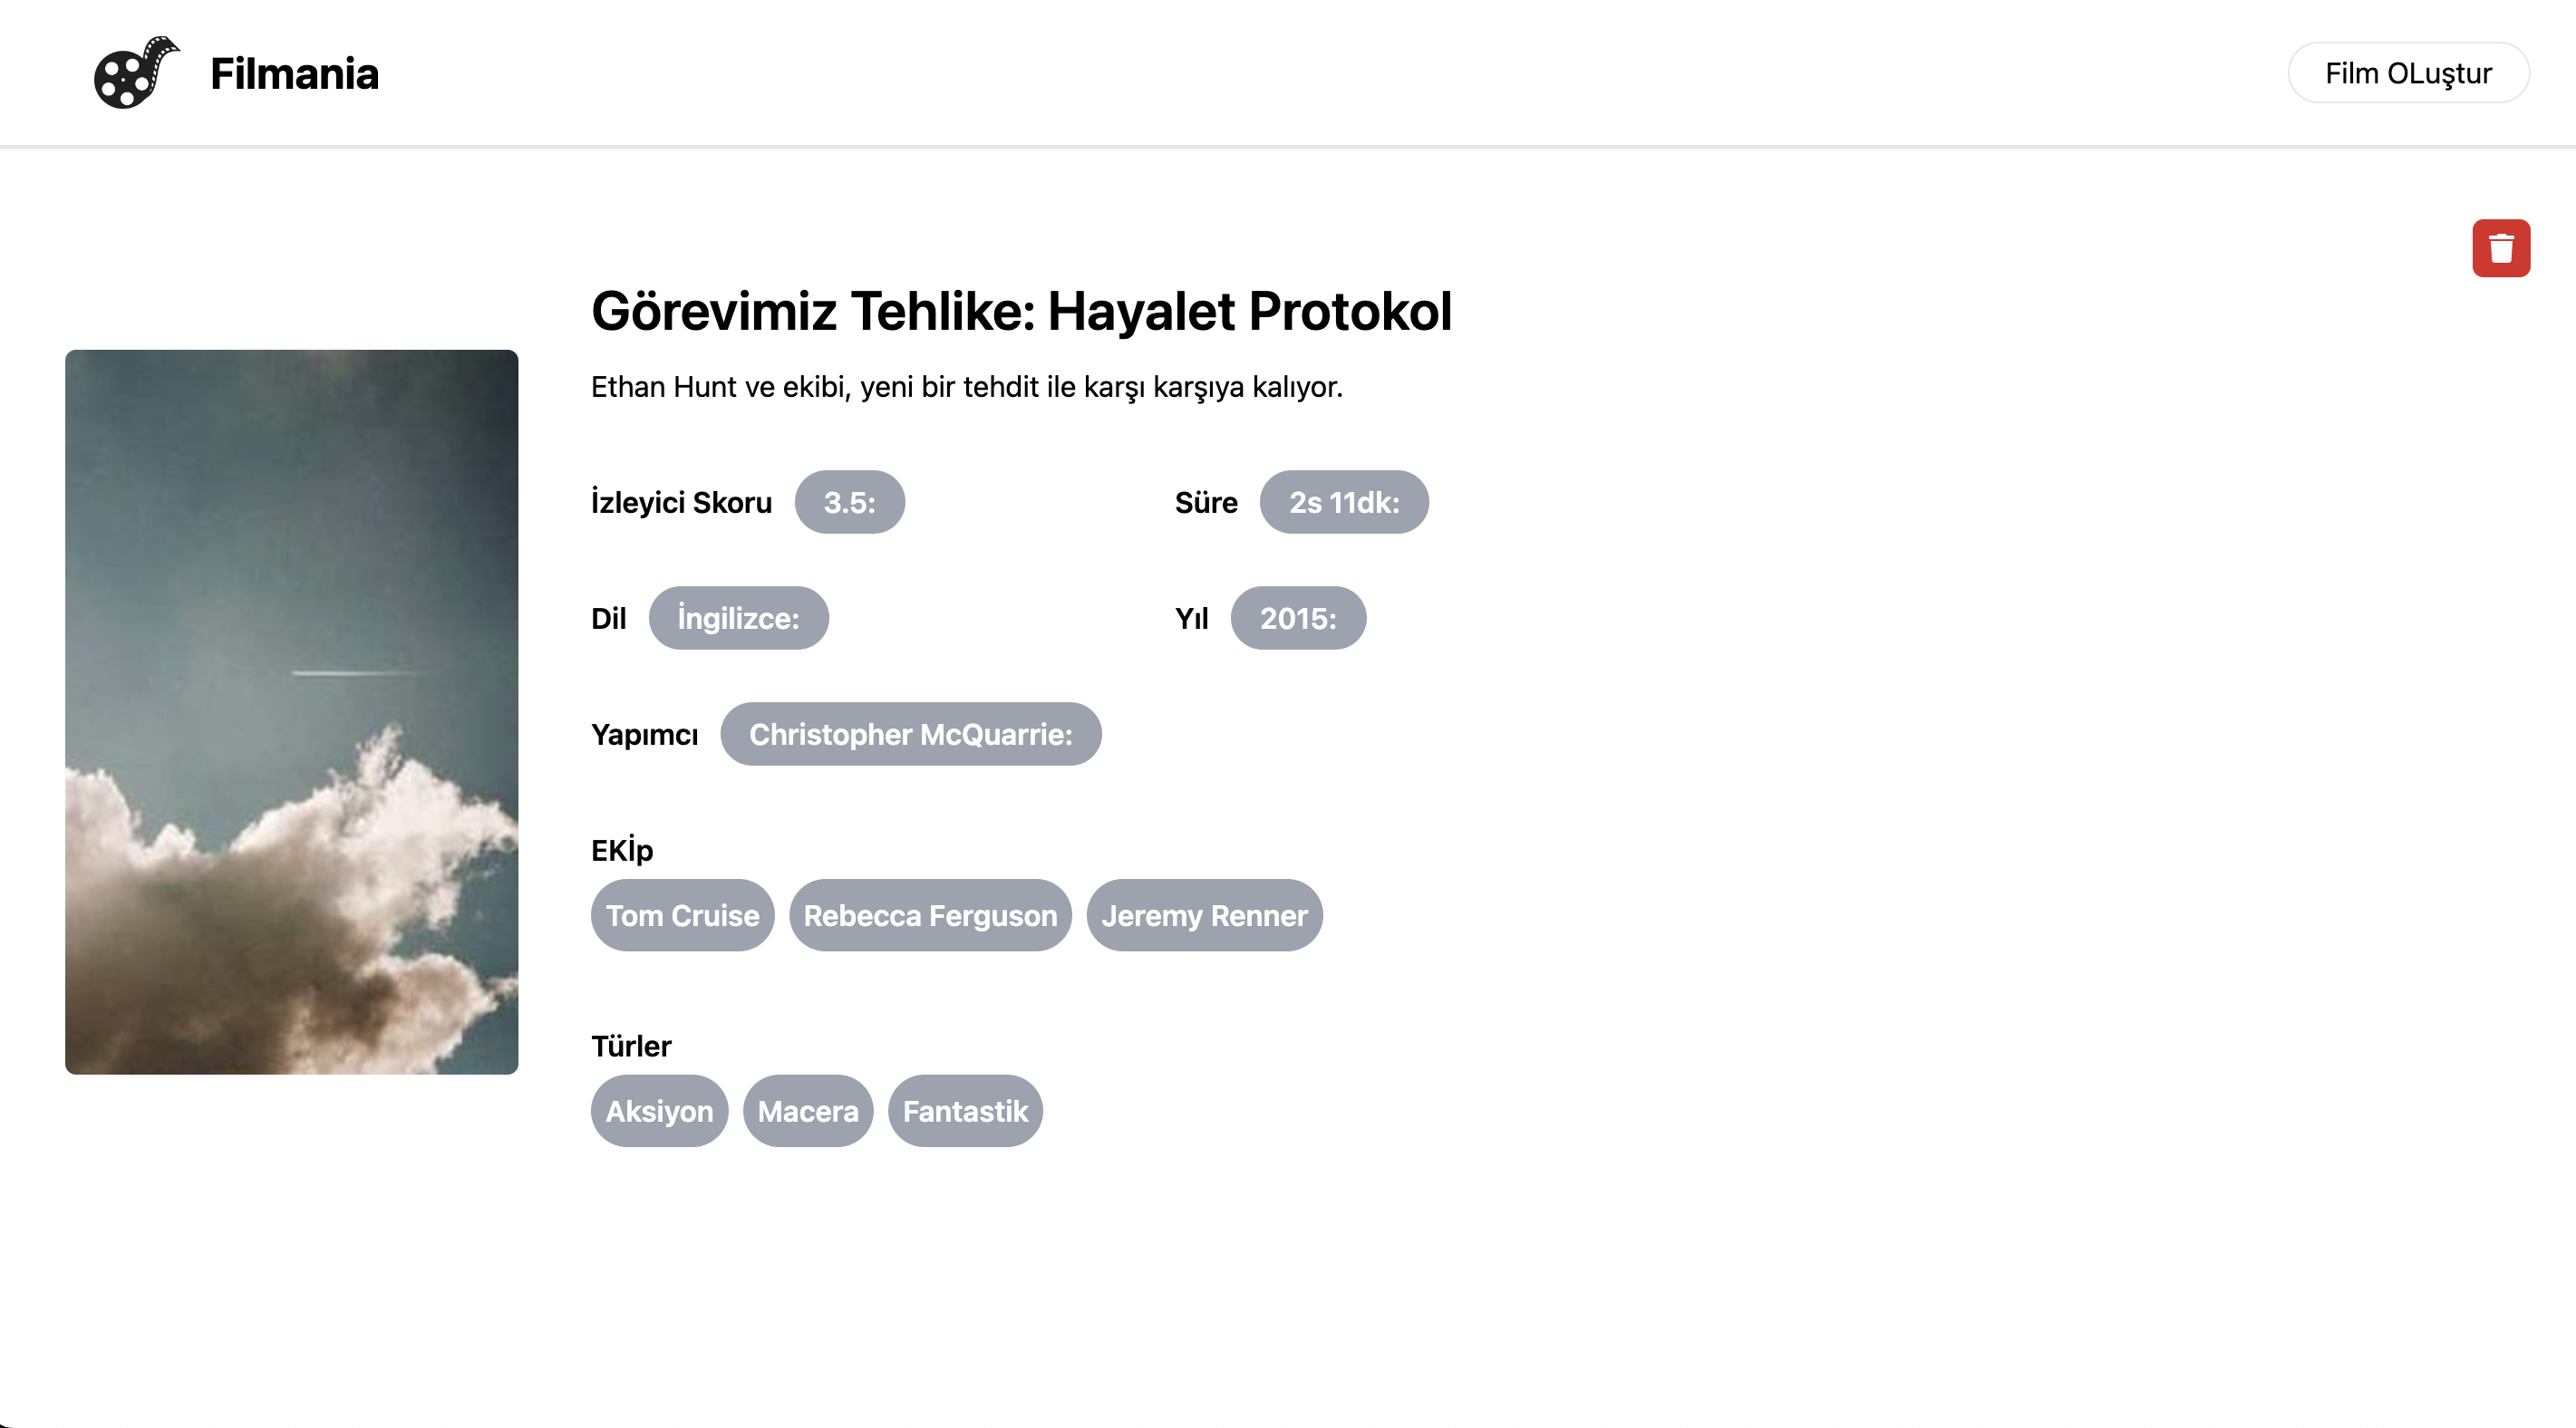 Filmania
Film OLuştur
Görevimiz Tehlike: Hayalet Protokol
Ethan Hunt ve ekibi, yeni bir tehdit ile karşı karşıya kalıyor.
İzleyici Skoru 3.5: Süre 2s 11dk:
Dil İngilizce: Yıl 2015:
Yapımcı Christopher McQuarrie:
EKİp
Tom Cruise Rebecca Ferguson Jeremy Renner
Türler
Aksiyon Macera Fantastik